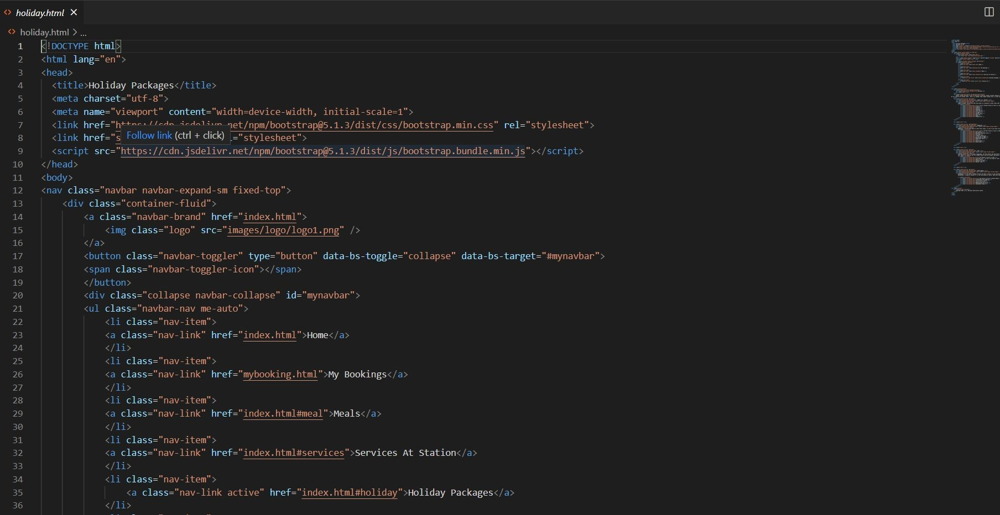 holiday.html
holiday.html > ...
1 <!DOCTYPE html>
2 <html lang="en">
3 <head>
4 <title>Holiday Packages</title>
5 <meta charset="utf-8">
6 <meta name="viewport" content="width=device-width, initial-scale=1">
7 <link href="https://cdn.jsdelivr.net/npm/bootstrap@5.1.3/dist/css/bootstrap.min.css" rel="stylesheet">
Follow link (ctrl + click)
8 <link href="s ="stylesheet">
9 <script src="https://cdn.jsdelivr.net/npm/bootstrap@5.1.3/dist/js/bootstrap.bundle.min.js"></script>
10 </head>
11 <body>
12 <nav class="navbar navbar-expand-sm fixed-top">
13 <div class="container-fluid">
14 <a class="navbar-brand" href="index.html">
15 <img class="logo" src="images/logo/logo1.png" />
16 </a>
17 <button class="navbar-toggler" type="button" data-bs-toggle="collapse" data-bs-target="#mynavbar">
18 <span class="navbar-toggler-icon"></span>
19 </button>
20 <div class="collapse navbar-collapse" id="mynavbar">
21 <ul class="navbar-nav me-auto">
22 <li class="nav-item">
23 <a class="nav-link" href="index.html">Home</a>
24 </li>
25 <li class="nav-item">
26 <a class="nav-link" href="mybooking.html">My Bookings</a>
27 </li>
28 <li class="nav-item">
29 <a class="nav-link" href="index.html#meal">Meals</a>
30 </li>
31 <li class="nav-item">
32 <a class="nav-link" href="index.html#services">Services At Station</a>
33 </li>
34 <li class="nav-item">
35 <a class="nav-link active" href="index.html#holiday">Holiday Packages</a>
36 </li>